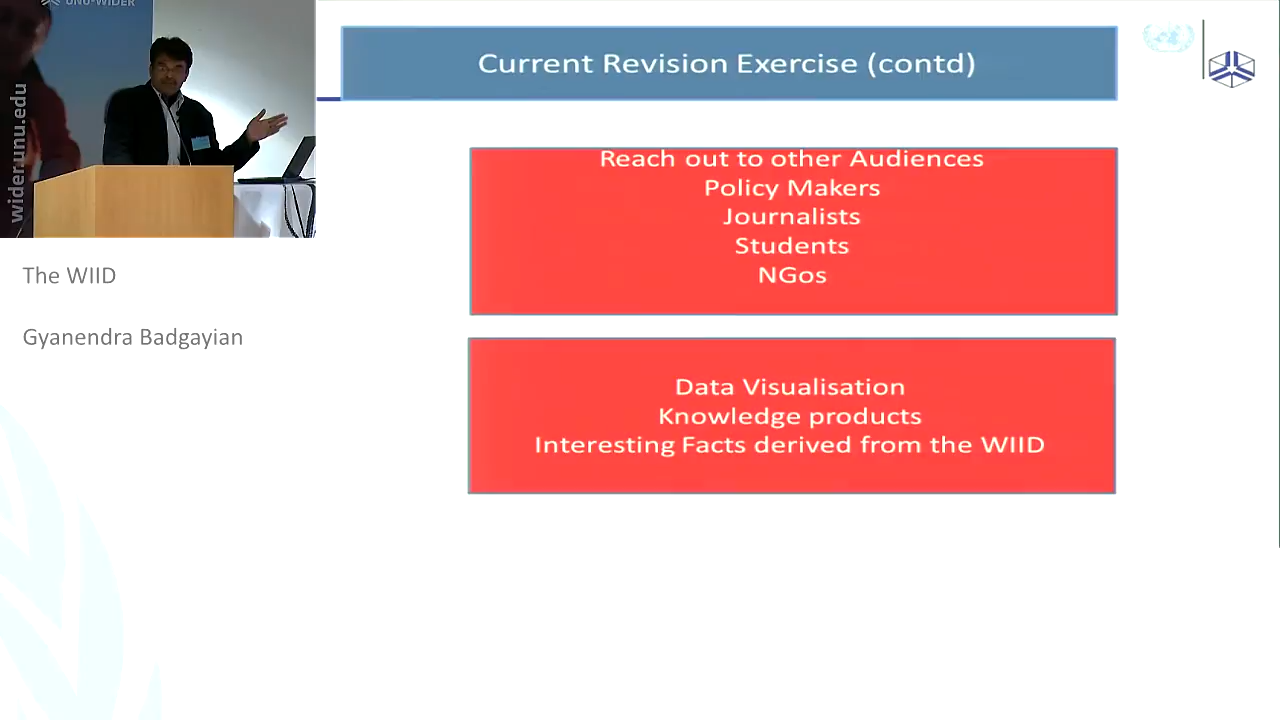 UNU-WIDER
wider.unu.edu
The WIID
Gyanendra Badgayian
Current Revision Exercise (contd)
Reach out to other Audiences
Policy Makers
Journalists
Students
NGos
Data Visualisation
Knowledge products
Interesting Facts derived from the WIID